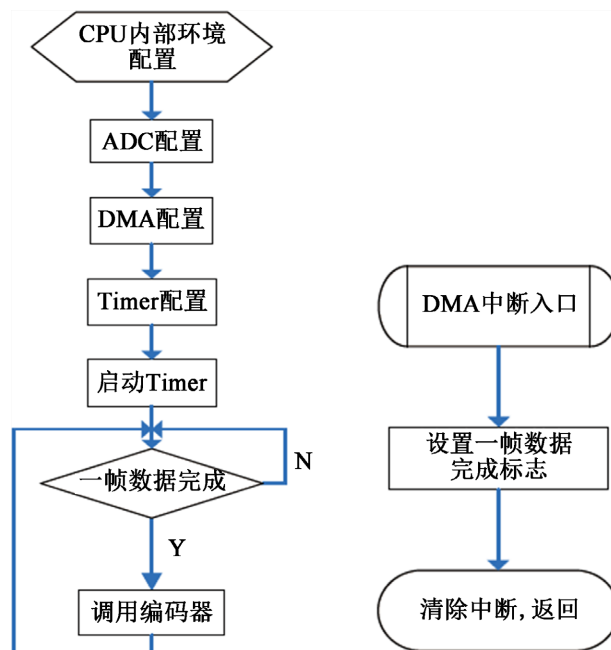 CPU内部环境
配置
ADC配置
DMA配置
Timer配置
启动Timer
一帧数据完成
N
Y
调用编码器
DMA中断入口
设置一帧数据
完成标志
清除中断,返回